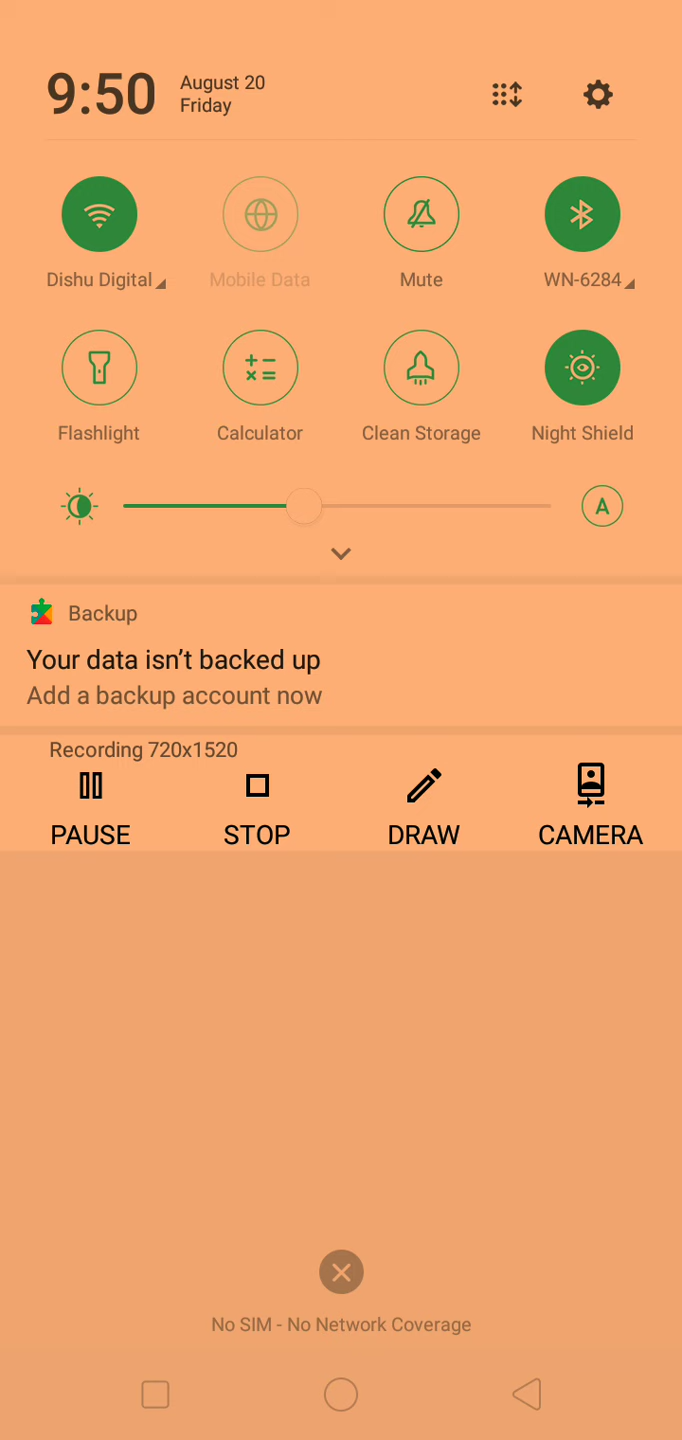 9:50
August 20
Friday
Dishu Digital
Mobile Data
Mute
WN-6284
Flashlight
Calculator
Clean Storage
Night Shield
A
Backup
Your data isn’t backed up
Add a backup account now
Recording 720x1520
PAUSE
STOP
DRAW
CAMERA
No SIM - No Network Coverage